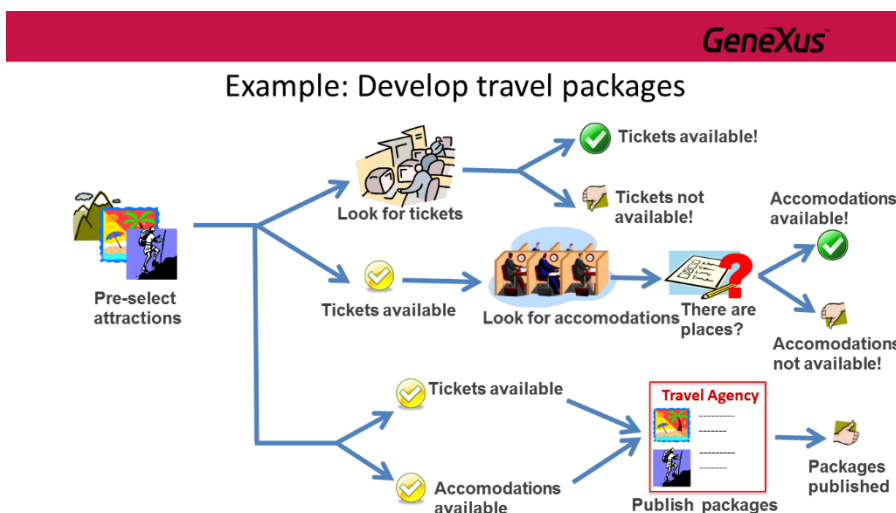 GeneXus
Example: Develop travel packages
Tickets available!
Look for tickets
Tickets not
available!
Accomodations
available!
Pre-select
attractions
Tickets available
Look for accomodations
There are
places?
Accomodations
not available!
Tickets available
Travel Agency
Accomodations
available
Publish packages
Packages
published